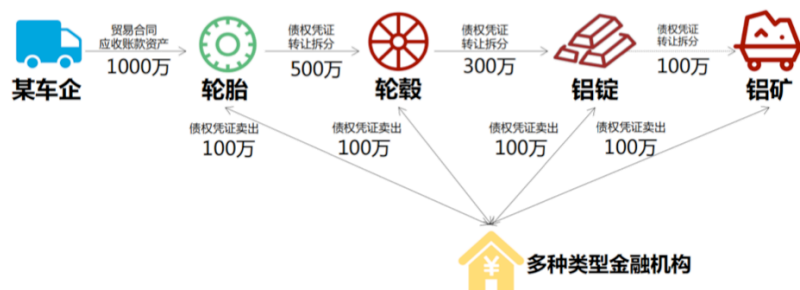 贸易合同
应收账款资产
1000万
债权凭证
转让拆分
500万
债权凭证
转让拆分
300万
债权凭证
转让拆分
100万
某车企
轮胎
轮毂
铝锭
铝矿
债权凭证卖出
100万
债权凭证卖出
100万
债权凭证卖出
100万
债权凭证卖出
100万
¥
多种类型金融机构